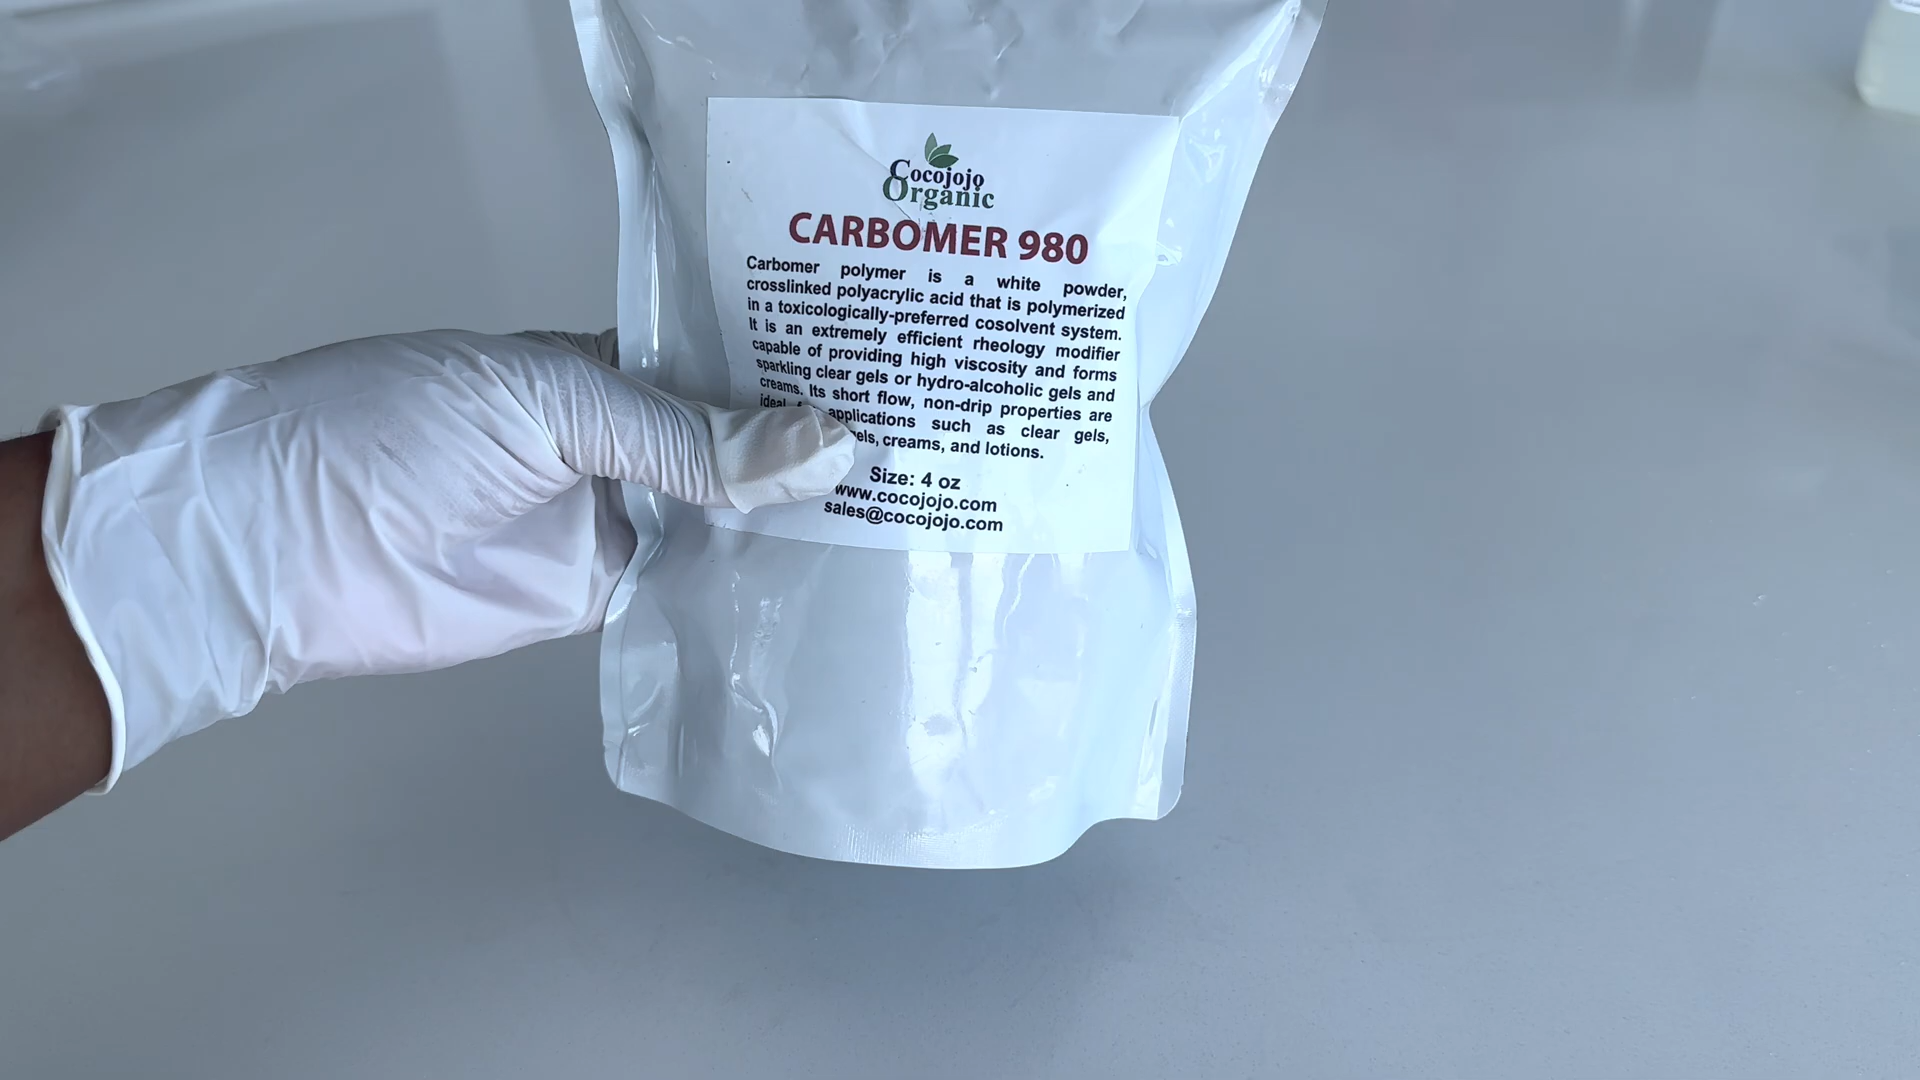 Cocojojo
Organic
CARBOMER 980
Carbomer polymer is a white powder,
crosslinked polyacrylic acid that is polymerized
in a toxicologically-preferred cosolvent system.
It is an extremely efficient rheology modifier
capable of providing high viscosity and forms
sparkling clear gels or hydro-alcoholic gels and
creams. Its short flow, non-drip properties are
ideal applications such as clear gels,
creams, and lotions.
Size: 4 oz
www.cocojojo.com
sales@cocojojo.com